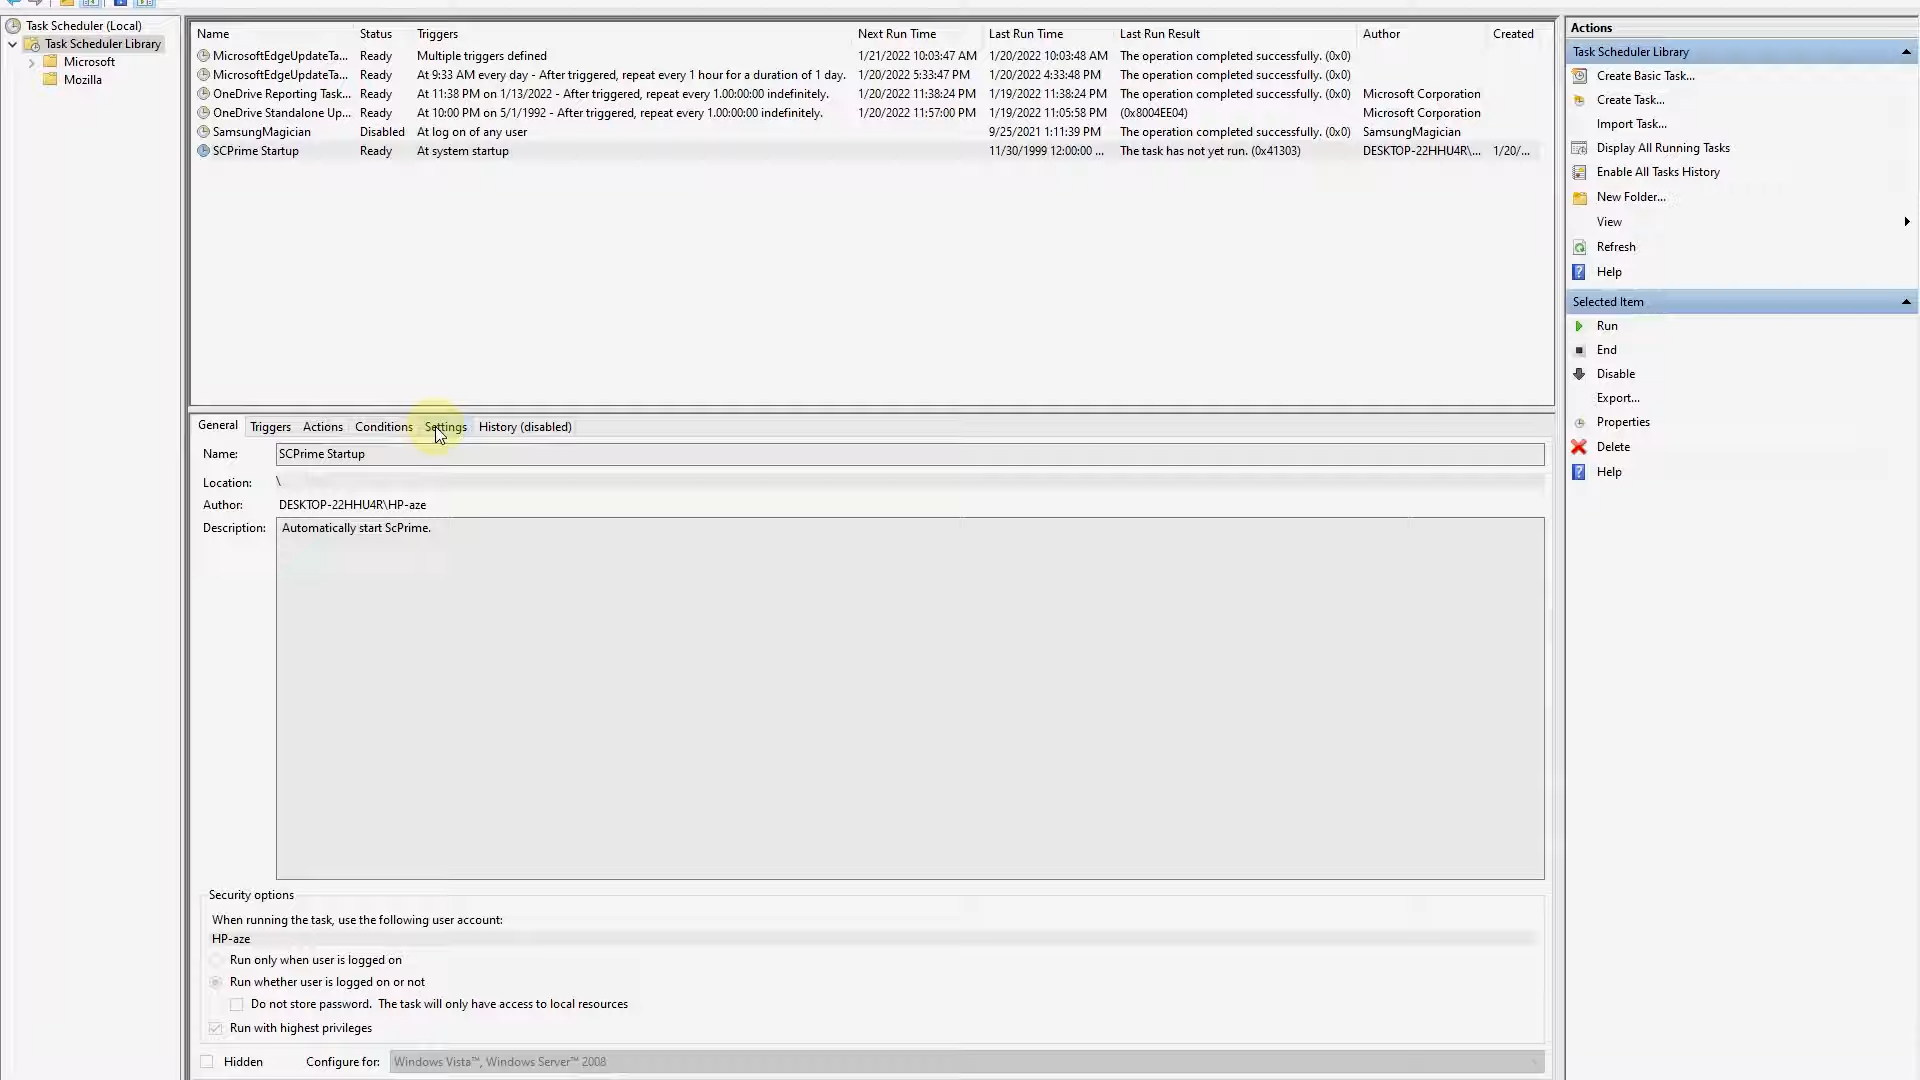 Task Scheduler (Local)
Task Scheduler Library
Microsoft
Mozilla
Name Status Triggers Next Run Time Last Run Time Last Run Result Author Created
MicrosoftEdgeUpdateTa... Ready Multiple triggers defined 1/21/2022 10:03:47 AM 1/20/2022 10:03:48 AM The operation completed successfully. (0x0)
MicrosoftEdgeUpdateTa... Ready At 9:33 AM every day - After triggered, repeat every 1 hour for a duration of 1 day. 1/20/2022 5:33:47 PM 1/20/2022 4:33:48 PM The operation completed successfully. (0x0)
OneDrive Reporting Task... Ready At 11:38 PM on 1/13/2022 - After triggered, repeat every 1.00:00:00 indefinitely. 1/20/2022 11:38:24 PM 1/19/2022 11:38:24 PM The operation completed successfully. (0x0) Microsoft Corporation
OneDrive Standalone Up... Ready At 10:00 PM on 5/1/1992 - After triggered, repeat every 1.00:00:00 indefinitely. 1/20/2022 11:57:00 PM 1/19/2022 11:05:58 PM (0x8004EE04) Microsoft Corporation
SamsungMagician Disabled At log on of any user 9/25/2021 1:11:39 PM The operation completed successfully. (0x0) SamsungMagician
SCPrime Startup Ready At system startup 11/30/1999 12:00:00 ... The task has not yet run. (0x41303) DESKTOP-22HHU4R\... 1/20/...
General Triggers Actions Conditions Settings History (disabled)
Name: SCPrime Startup
Location: \
Author: DESKTOP-22HHU4R\HP-aze
Description: Automatically start ScPrime.
Security options
When running the task, use the following user account:
HP-aze
Run only when user is logged on
Run whether user is logged on or not
Do not store password. The task will only have access to local resources
Run with highest privileges
Hidden Configure for: Windows Vista™, Windows Server™ 2008
Actions
Task Scheduler Library
Create Basic Task...
Create Task...
Import Task...
Display All Running Tasks
Enable All Tasks History
New Folder...
View
Refresh
Help
Selected Item
Run
End
Disable
Export...
Properties
Delete
Help